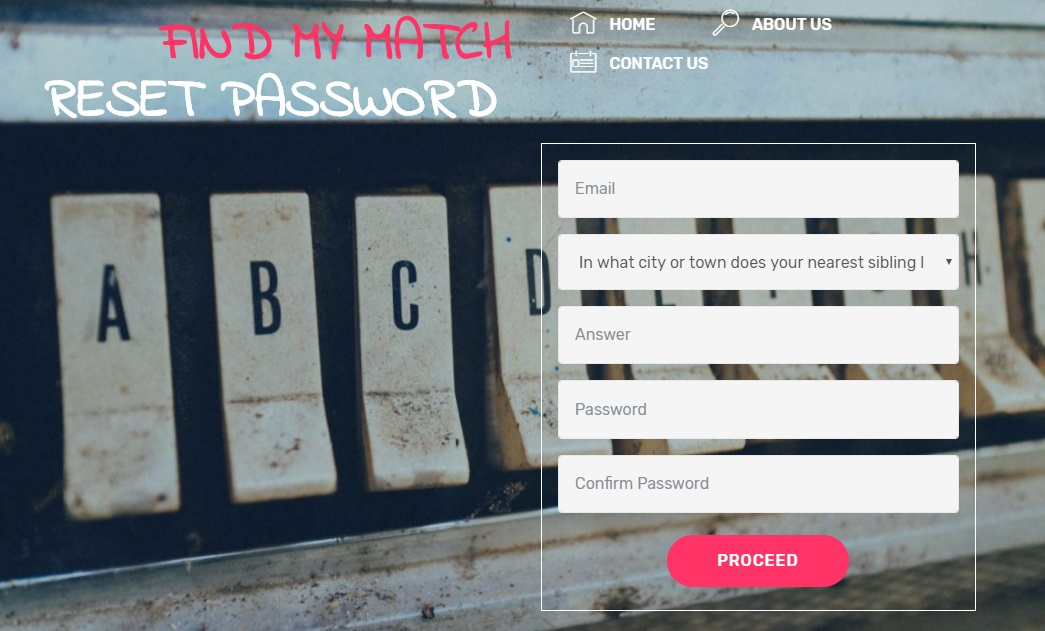 FIND MY MATCH
RESET PASSWORD
HOME
ABOUT US
CONTACT US
A
B
C
D
H
Email
In what city or town does your nearest sibling l
Answer
Password
Confirm Password
PROCEED